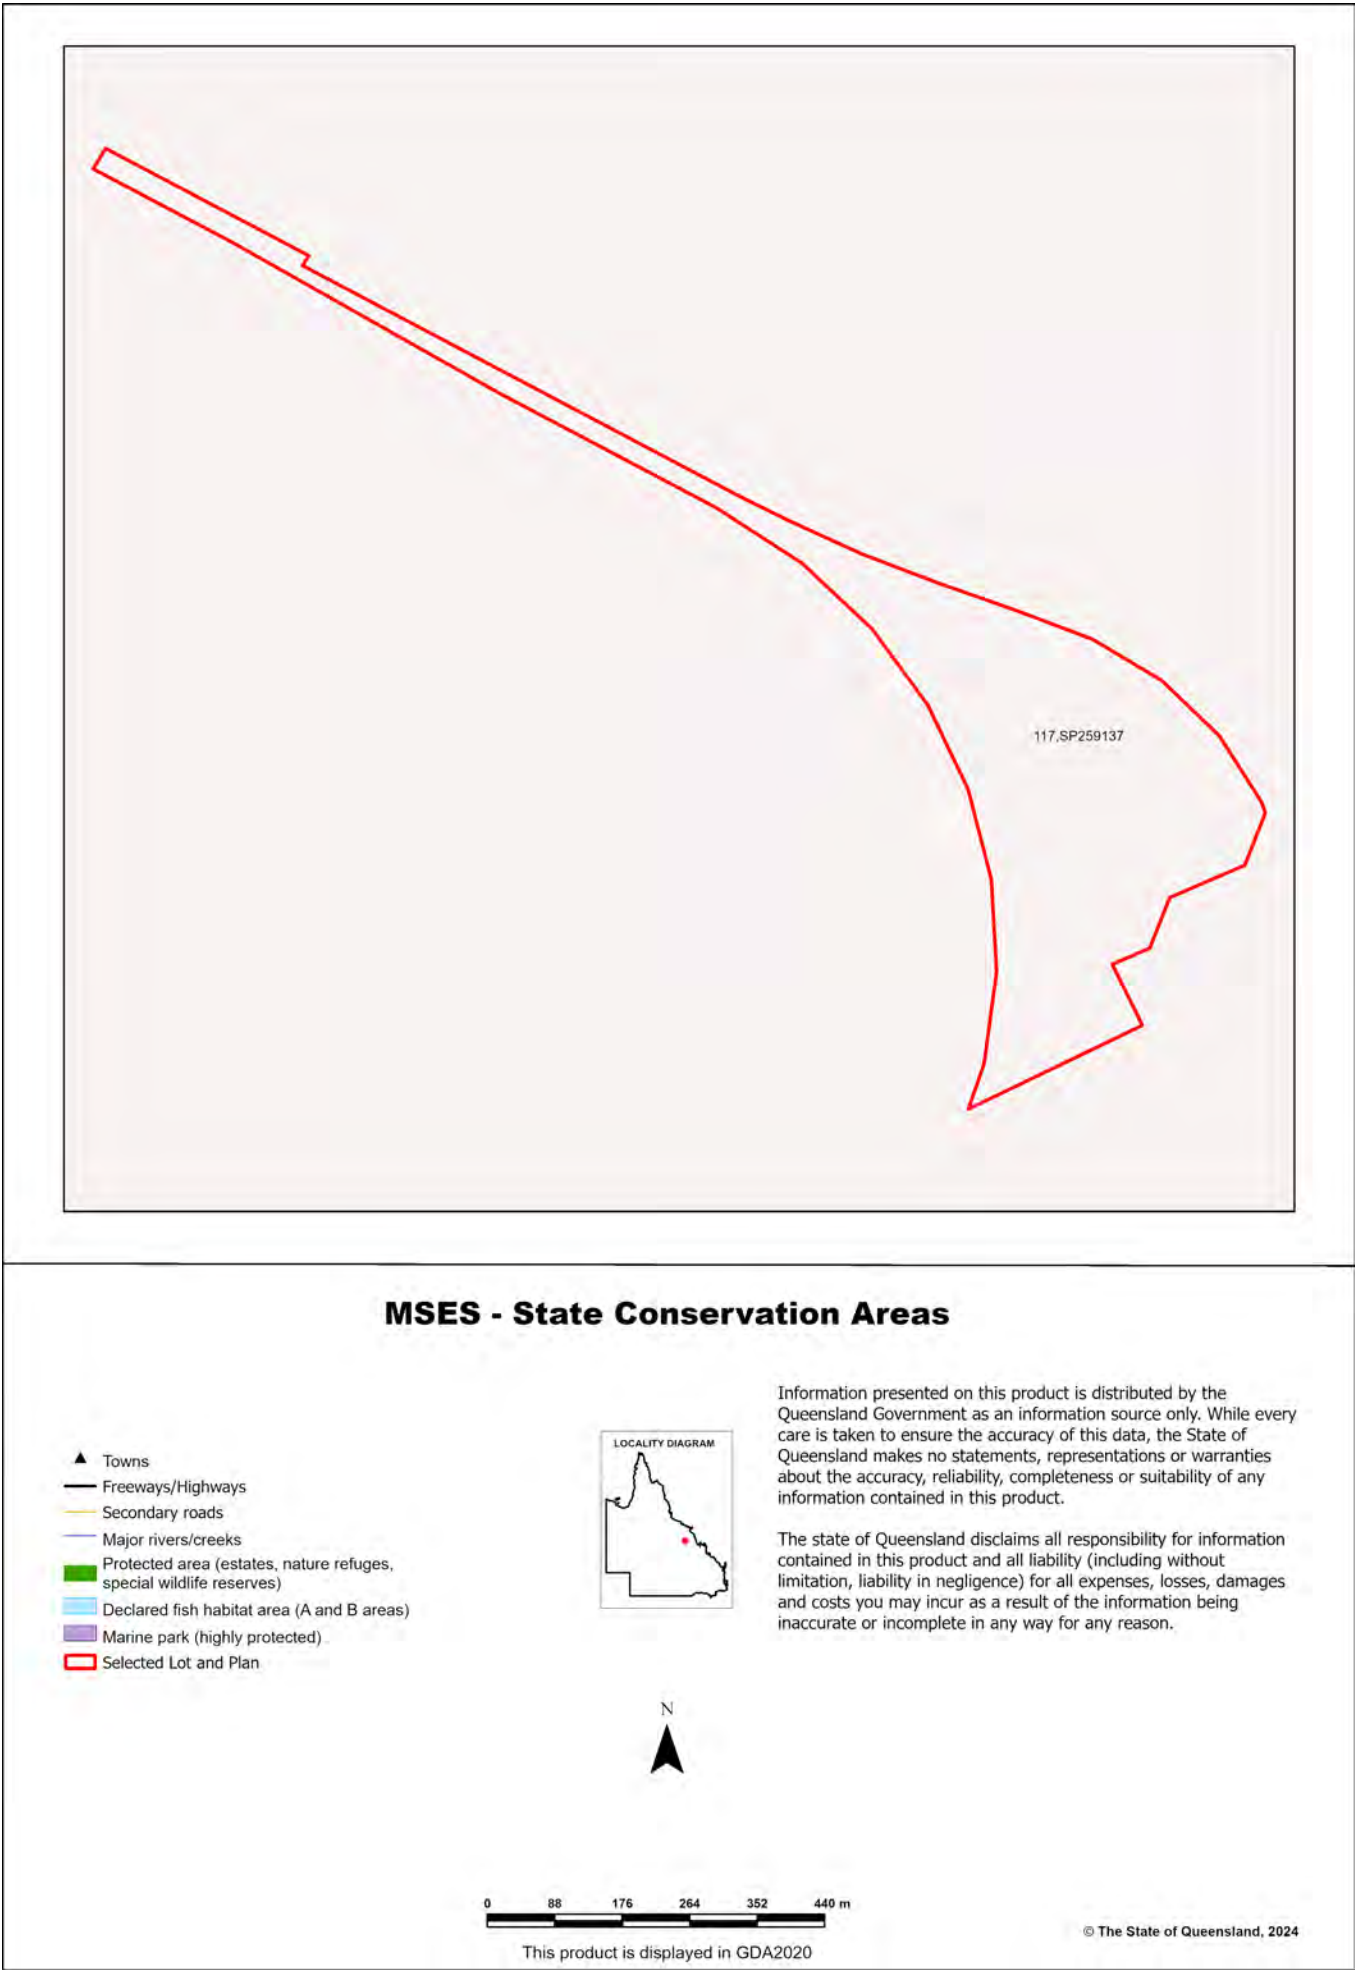 117,SP259137
MSES - State Conservation Areas
Towns
Freeways/Highways
Secondary roads
Major rivers/creeks
Protected area (estates, nature refuges,
special wildlife reserves)
Declared fish habitat area (A and B areas)
Marine park (highly protected)
Selected Lot and Plan
LOCALITY DIAGRAM
Information presented on this product is distributed by the
Queensland Government as an information source only. While every
care is taken to ensure the accuracy of this data, the State of
Queensland makes no statements, representations or warranties
about the accuracy, reliability, completeness or suitability of any
information contained in this product.
The state of Queensland disclaims all responsibility for information
contained in this product and all liability (including without
limitation, liability in negligence) for all expenses, losses, damages
and costs you may incur as a result of the information being
inaccurate or incomplete in any way for any reason.
N
0 88 176 264 352 440 m
This product is displayed in GDA2020
© The State of Queensland, 2024